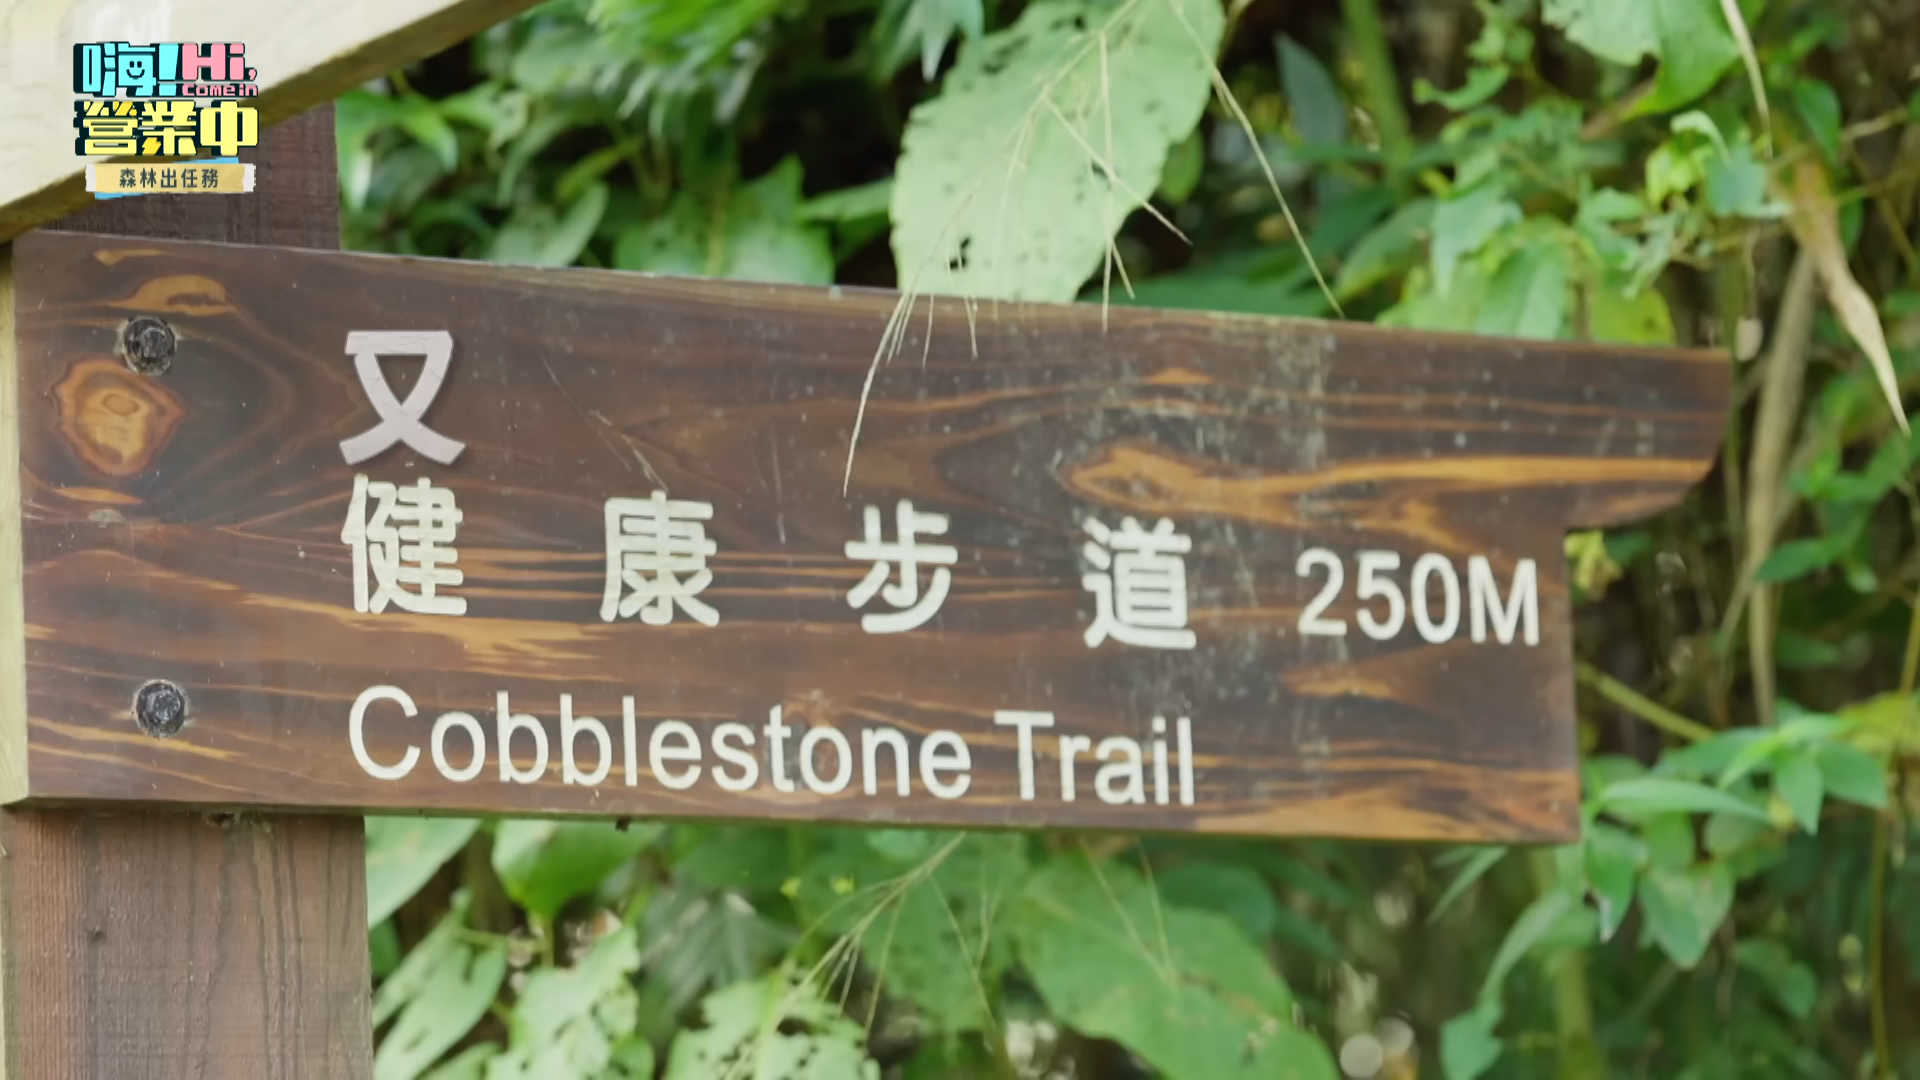 嗨!Hi,
Come in
營業中
森林出任務
又
健康步道 250M
Cobblestone Trail